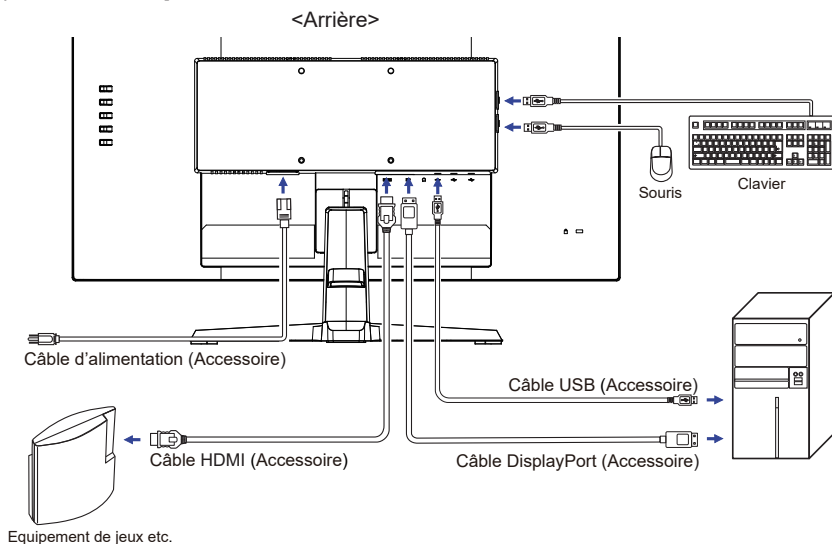 <Arrière>
Souris
Clavier
Câble d’alimentation (Accessoire)
Câble USB (Accessoire)
Câble HDMI (Accessoire)
Câble DisplayPort (Accessoire)
Equipement de jeux etc.